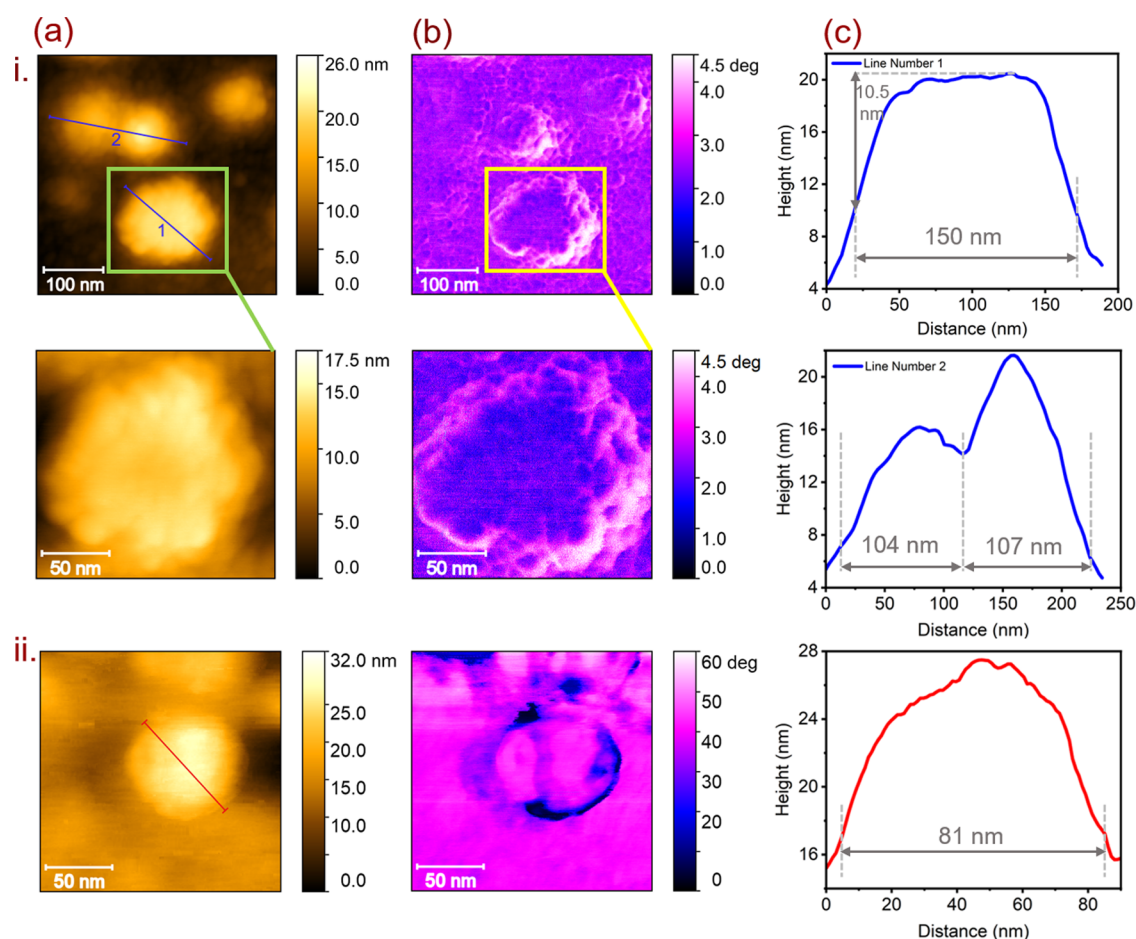 (a)
(b)
(c)
i.
2
1
100 nm
26.0 nm
20.0
15.0
10.0
5.0
0.0
100 nm
4.5 deg
4.0
3.0
2.0
1.0
0.0
Line Number 1
10.5
nm
150 nm
Height (nm)
20
16
12
8
4
0
50
100
150
200
Distance (nm)
50 nm
17.5 nm
15.0
10.0
5.0
0.0
50 nm
4.5 deg
4.0
3.0
2.0
1.0
0.0
Line Number 2
104 nm
107 nm
Height (nm)
20
16
12
8
4
0
50
100
150
200
250
Distance (nm)
ii.
50 nm
32.0 nm
25.0
20.0
15.0
10.0
0.0
50 nm
60 deg
50
40
30
20
0
81 nm
Height (nm)
28
24
20
16
0
20
40
60
80
Distance (nm)